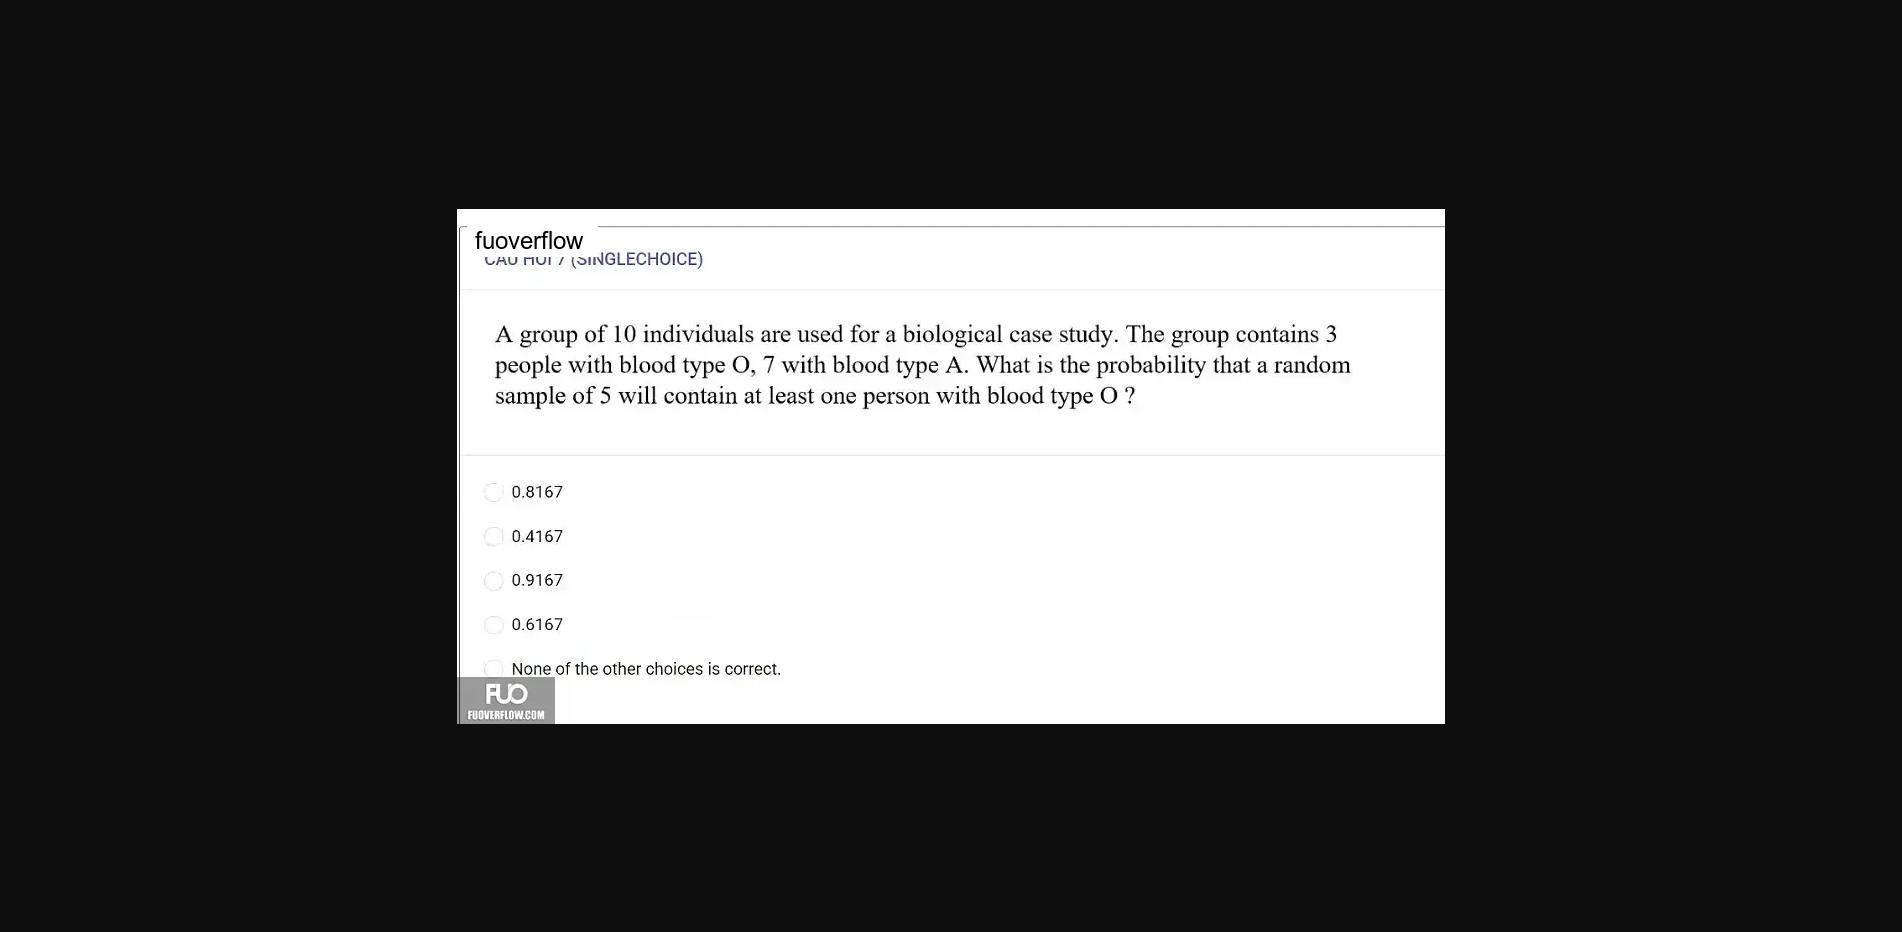 fuoverflow
CAU HOI 7 (SINGLECHOICE)
A group of 10 individuals are used for a biological case study. The group contains 3
people with blood type O, 7 with blood type A. What is the probability that a random
sample of 5 will contain at least one person with blood type O ?
0.8167
0.4167
0.9167
0.6167
None of the other choices is correct.
FUO
FUOVERFLOW.COM